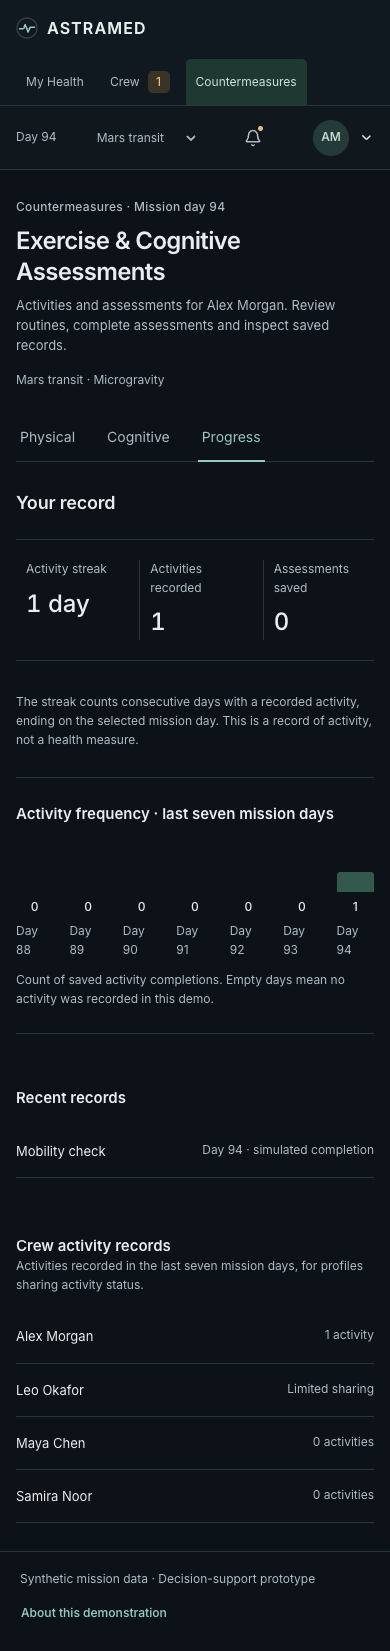 ASTRAMED
My Health Crew 1 Countermeasures
Day 94 Mars transit AM
Countermeasures · Mission day 94
Exercise & Cognitive
Assessments
Activities and assessments for Alex Morgan. Review
routines, complete assessments and inspect saved
records.
Mars transit · Microgravity
Physical Cognitive Progress
Your record
Activity streak
1 day
Activities
recorded
1
Assessments
saved
0
The streak counts consecutive days with a recorded activity,
ending on the selected mission day. This is a record of activity,
not a health measure.
Activity frequency · last seven mission days
0 0 0 0 0 0 1
Day Day Day Day Day Day Day
88 89 90 91 92 93 94
Count of saved activity completions. Empty days mean no
activity was recorded in this demo.
Recent records
Mobility check Day 94 · simulated completion
Crew activity records
Activities recorded in the last seven mission days, for profiles
sharing activity status.
Alex Morgan 1 activity
Leo Okafor Limited sharing
Maya Chen 0 activities
Samira Noor 0 activities
Synthetic mission data · Decision-support prototype
About this demonstration